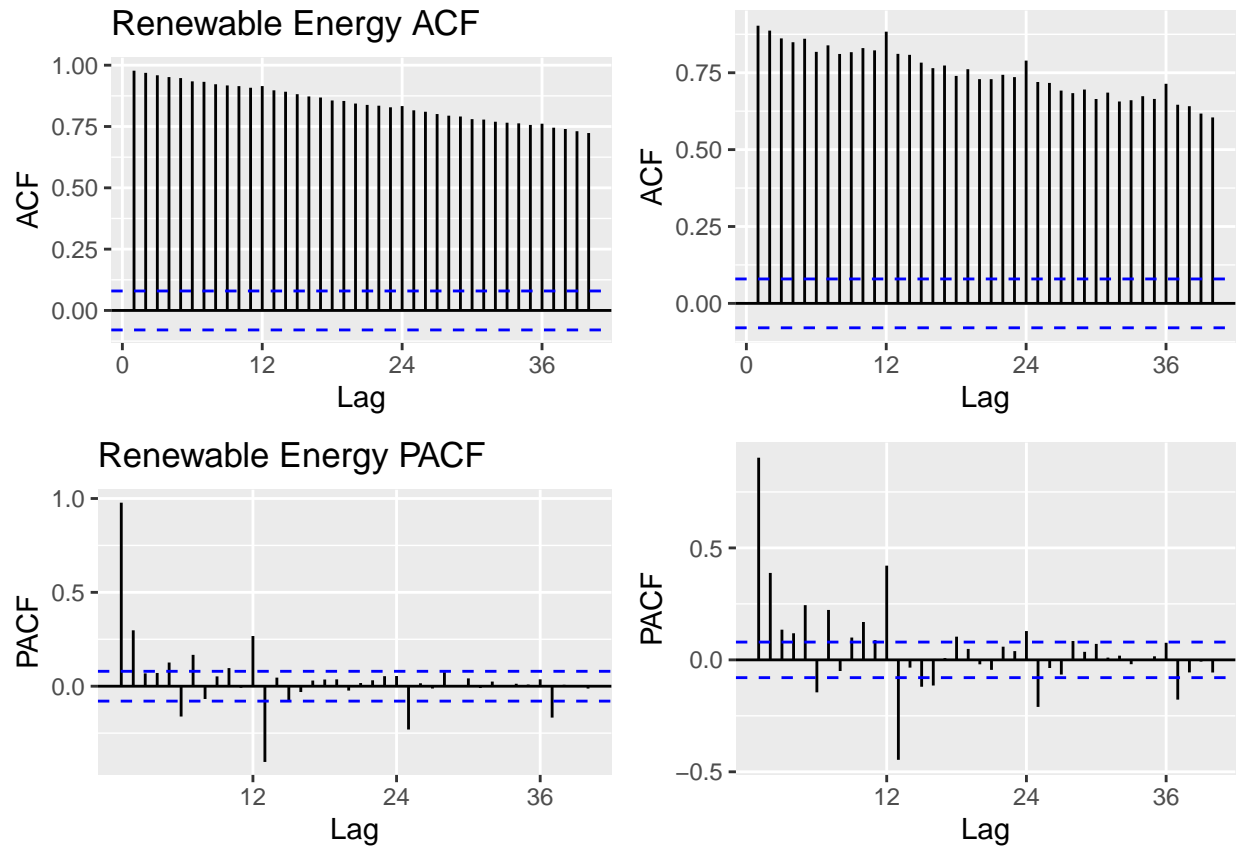 Renewable Energy ACF
1.00
0.75
0.50
0.25
0.00
ACF
0 12 24 36
Lag
0.75
0.50
0.25
0.00
ACF
0 12 24 36
Lag
Renewable Energy PACF
1.0
0.5
0.0
PACF
12 24 36
Lag
0.5
0.0
−0.5
PACF
12 24 36
Lag